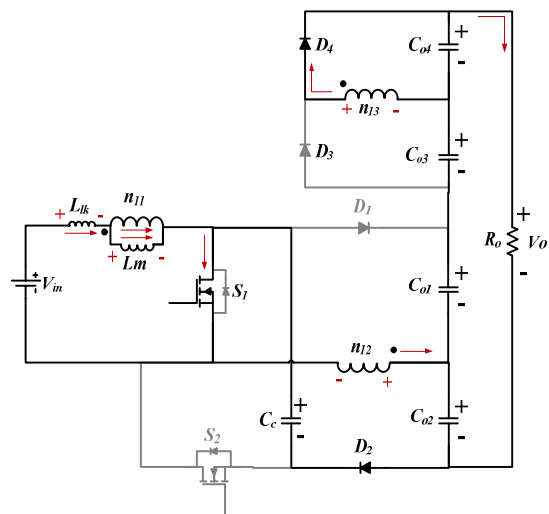 D4
Co4
+
-
+
n13
-
D3
Co3
+
-
Llk
+
-
n11
+
Lm
-
D1
+
Ro
Vo
-
Vin
+
-
S1
Co1
+
-
n12
-
+
S2
Cc
+
-
D2
Co2
+
-